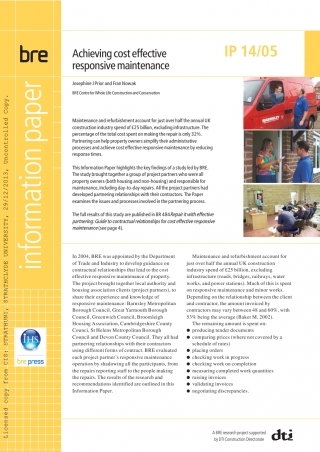 bre
Achieving cost effective
responsive maintenance
IP 14/05
Josephine J Prior and Fran Nowak
BRE Centre for Whole Life Construction and Conservation
information paper
Licensed copy from CIS: STRATHUNI, STRATHCLYDE UNIVERSITY, 29/12/2013, Uncontrolled Copy.
Maintenance and refurbishment account for just over half the annual UK
construction industry spend of £25 billion, excluding infrastructure. The
percentage of the total spent on making the repair is only 32%.
Partnering can help property owners simplify their administrative
processes and achieve cost effective responsive maintenance by reducing
response times.
This Information Paper highlights the key findings of a study led by BRE.
The study brought together a group of project partners who were all
property owners (both housing and non-housing) and responsible for
maintenance, including day-to-day repairs. All the project partners had
developed partnering relationships with their contractors. The Paper
examines the issues and processes involved in the partnering process.
The full results of this study are published in BR 484 Repair it with effective
partnering: Guide to contractual relationships for cost effective responsive
maintenance (see page 4).
In 2004, BRE was appointed by the Department
of Trade and Industry to develop guidance on
contractual relationships that lead to the cost
effective responsive maintenance of property.
The project brought together local authority and
housing association clients (project partners), to
share their experience and knowledge of
responsive maintenance: Barnsley Metropolitan
Borough Council, Great Yarmouth Borough
Council, Greenwich Council, Broomleigh
Housing Association, Cambridgeshire County
Council, St Helens Metropolitan Borough
Council and Devon County Council. They all had
partnering relationships with their contractors
using different forms of contract. BRE evaluated
each project partner's responsive maintenance
operation by shadowing all the participants, from
the repairs reporting staff to the people making
the repairs. The results of the research and
recommendations identified are outlined in this
Information Paper.
Maintenance and refurbishment account for
just over half the annual UK construction
industry spend of £25 billion, excluding
infrastructure (roads, bridges, railways, water
works, and power stations). Much of this is spent
on responsive maintenance and minor works.
Depending on the relationship between the client
and contractor, the amount invoiced by
contractors may vary between 48 and 60%, with
53% being the average (Baker M, 2002).
The remaining amount is spent on:
● producing tender documents
● comparing prices (where not covered by a
schedule of rates)
● placing orders
● checking work in progress
● checking work on completion
● measuring completed work quantities
● raising invoices
● validating invoices
● negotiating discrepancies.
IHS
bre press
A BRE research project supported
by DTI Construction Directorate
dti